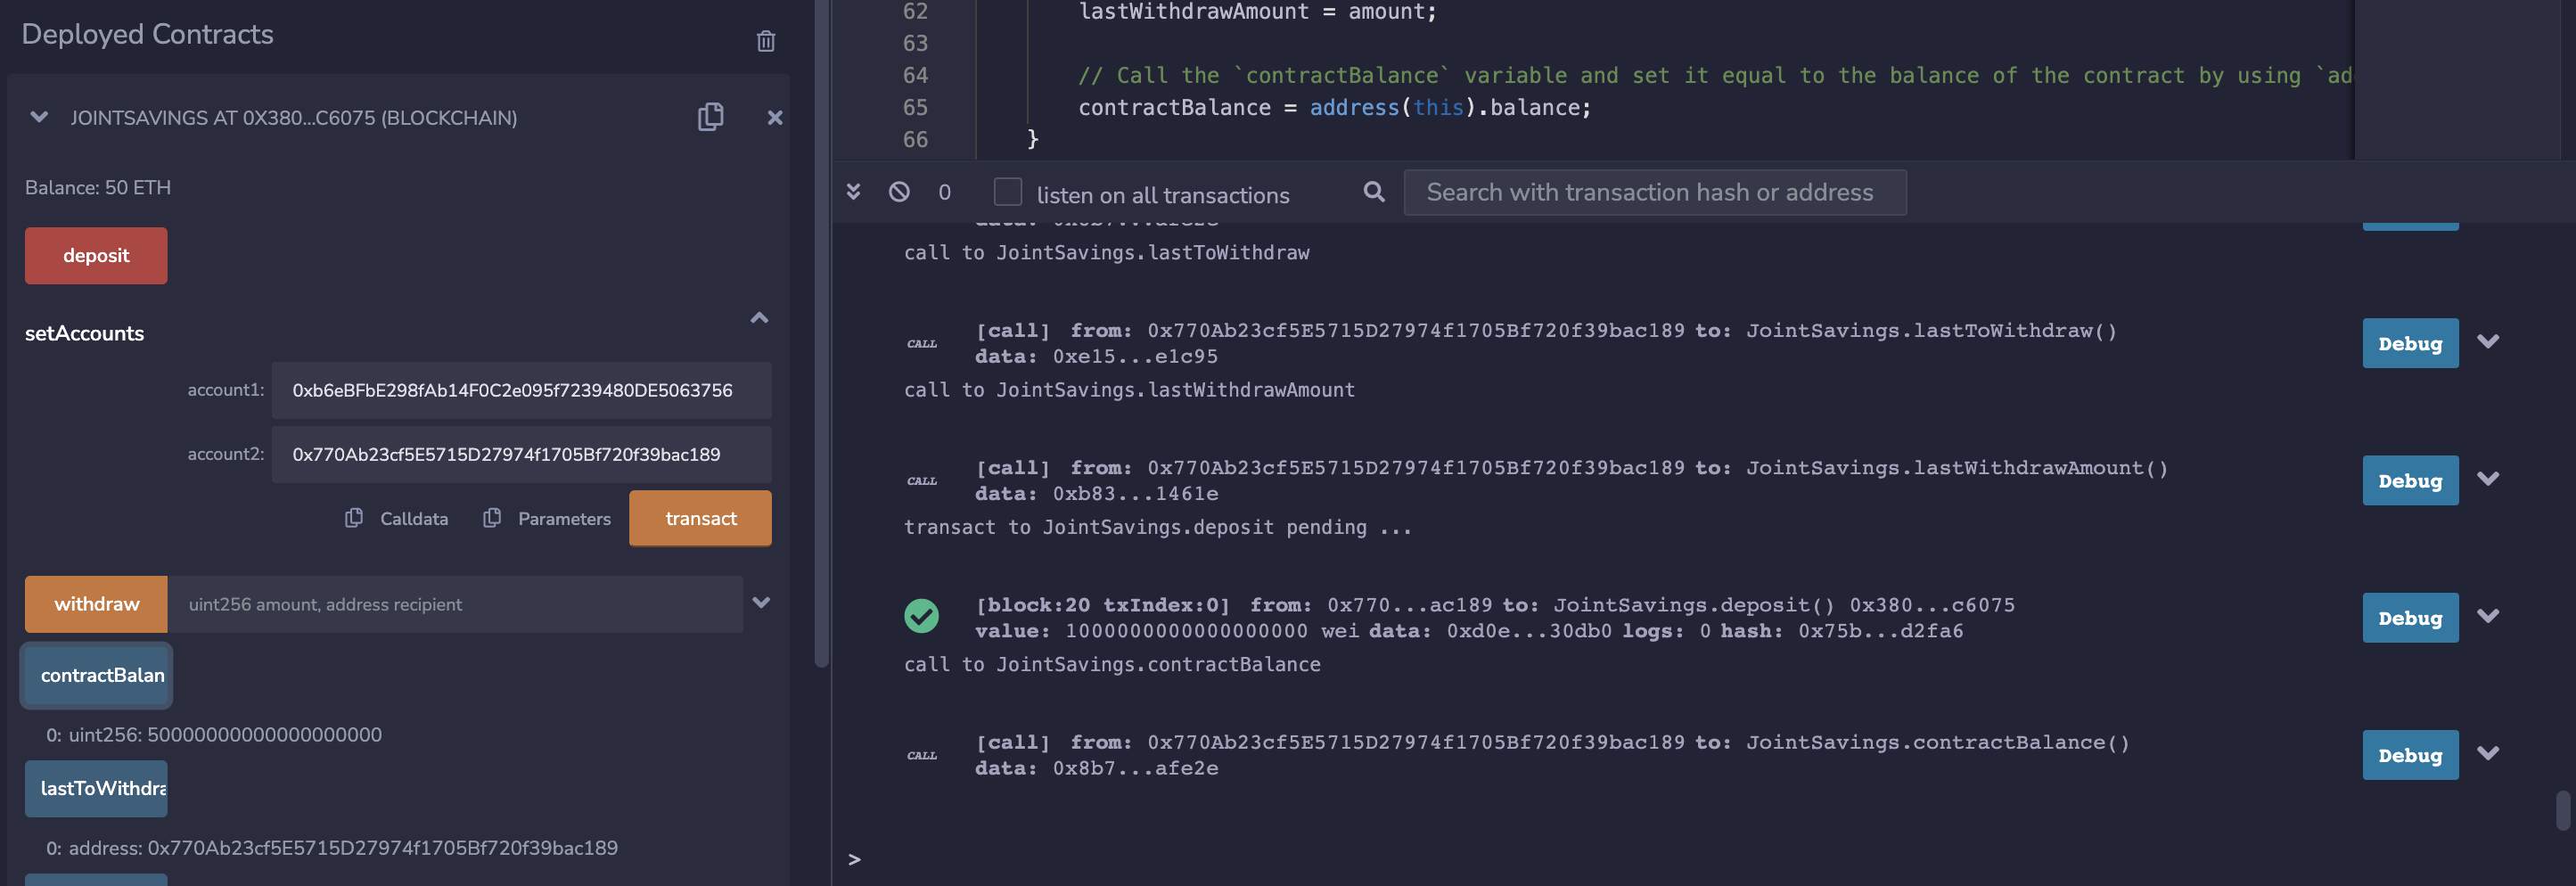 Deployed Contracts
JOINTSAVINGS AT 0X380...C6075 (BLOCKCHAIN)
Balance: 50 ETH
deposit
setAccounts
account1: 0xb6eBFbE298fAb14F0C2e095f7239480DE5063756
account2: 0x770Ab23cf5E5715D27974f1705Bf720f39bac189
Calldata Parameters transact
withdraw uint256 amount, address recipient
contractBalan
0: uint256: 50000000000000000000
lastToWithdra
0: address: 0x770Ab23cf5E5715D27974f1705Bf720f39bac189
62 lastWithdrawAmount = amount;
63
64 // Call the `contractBalance` variable and set it equal to the balance of the contract by using `ad
65 contractBalance = address(this).balance;
66 }
0 listen on all transactions Search with transaction hash or address
call to JointSavings.lastToWithdraw
CALL [call] from: 0x770Ab23cf5E5715D27974f1705Bf720f39bac189 to: JointSavings.lastToWithdraw() Debug
data: 0xe15...e1c95
call to JointSavings.lastWithdrawAmount
CALL [call] from: 0x770Ab23cf5E5715D27974f1705Bf720f39bac189 to: JointSavings.lastWithdrawAmount() Debug
data: 0xb83...1461e
transact to JointSavings.deposit pending ...
[block:20 txIndex:0] from: 0x770...ac189 to: JointSavings.deposit() 0x380...c6075 Debug
value: 1000000000000000000 wei data: 0xd0e...30db0 logs: 0 hash: 0x75b...d2fa6
call to JointSavings.contractBalance
CALL [call] from: 0x770Ab23cf5E5715D27974f1705Bf720f39bac189 to: JointSavings.contractBalance() Debug
data: 0x8b7...afe2e
>